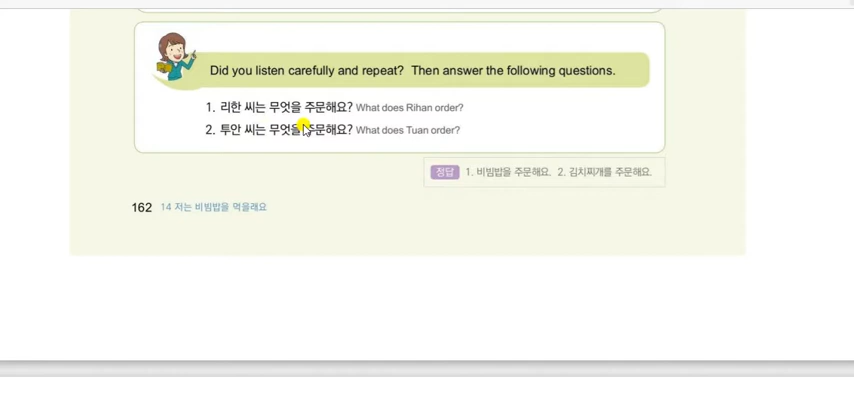 Did you listen carefully and repeat? Then answer the following questions.
1. 리한 씨는 무엇을 주문해요? What does Rihan order?
2. 투안 씨는 무엇을 주문해요? What does Tuan order?
정답 1. 비빔밥을 주문해요. 2. 김치찌개를 주문해요.
162 14 저는 비빔밥을 먹을래요